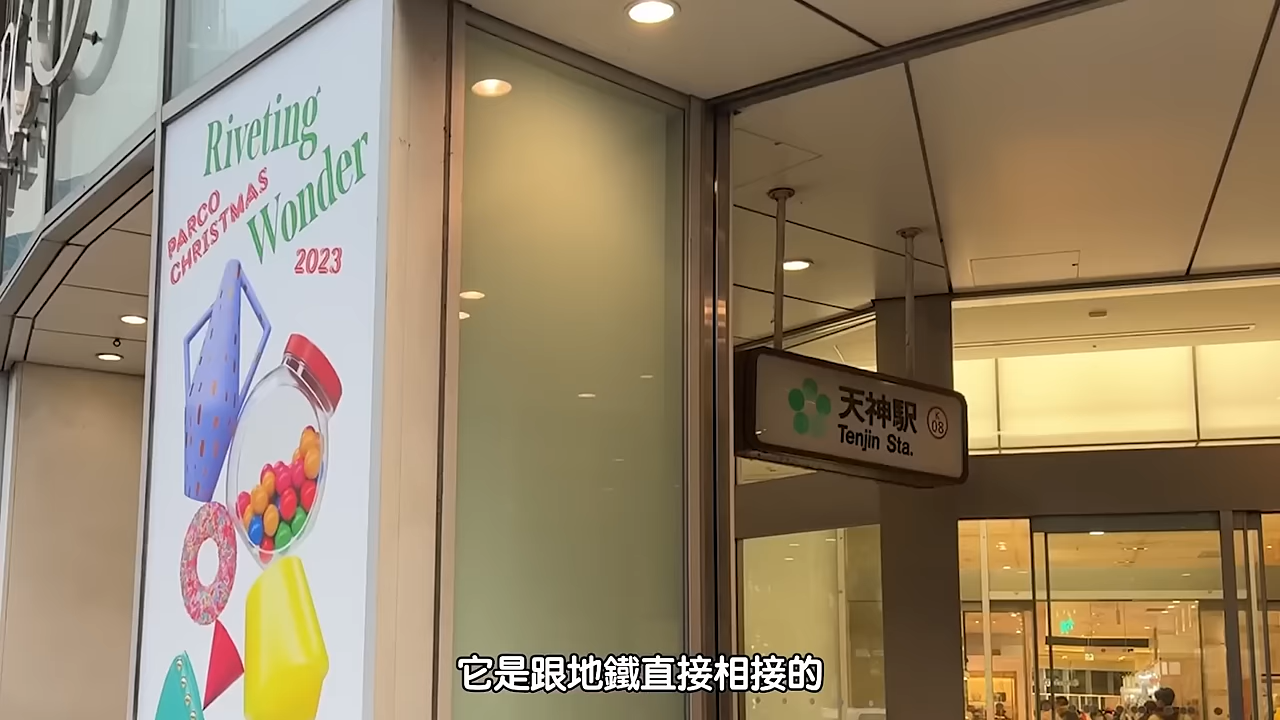 Riveting
Wonder
PARCO
CHRISTMAS
2023
天神駅
Tenjin Sta.
K
08
它是跟地鐵直接相接的